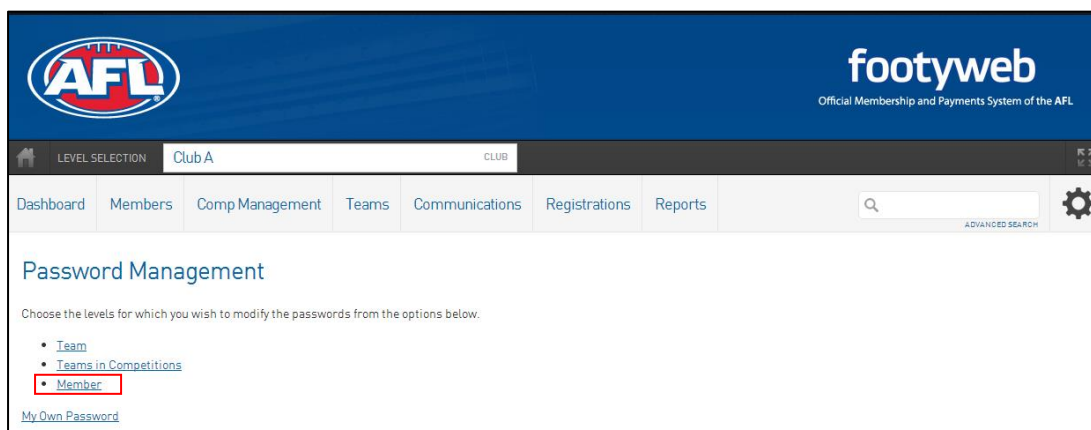 AFL
footyweb
Official Membership and Payments System of the AFL
LEVEL SELECTION Club A CLUB
Dashboard Members Comp Management Teams Communications Registrations Reports
ADVANCED SEARCH
Password Management
Choose the levels for which you wish to modify the passwords from the options below.
• Team
• Teams in Competitions
• Member
My Own Password